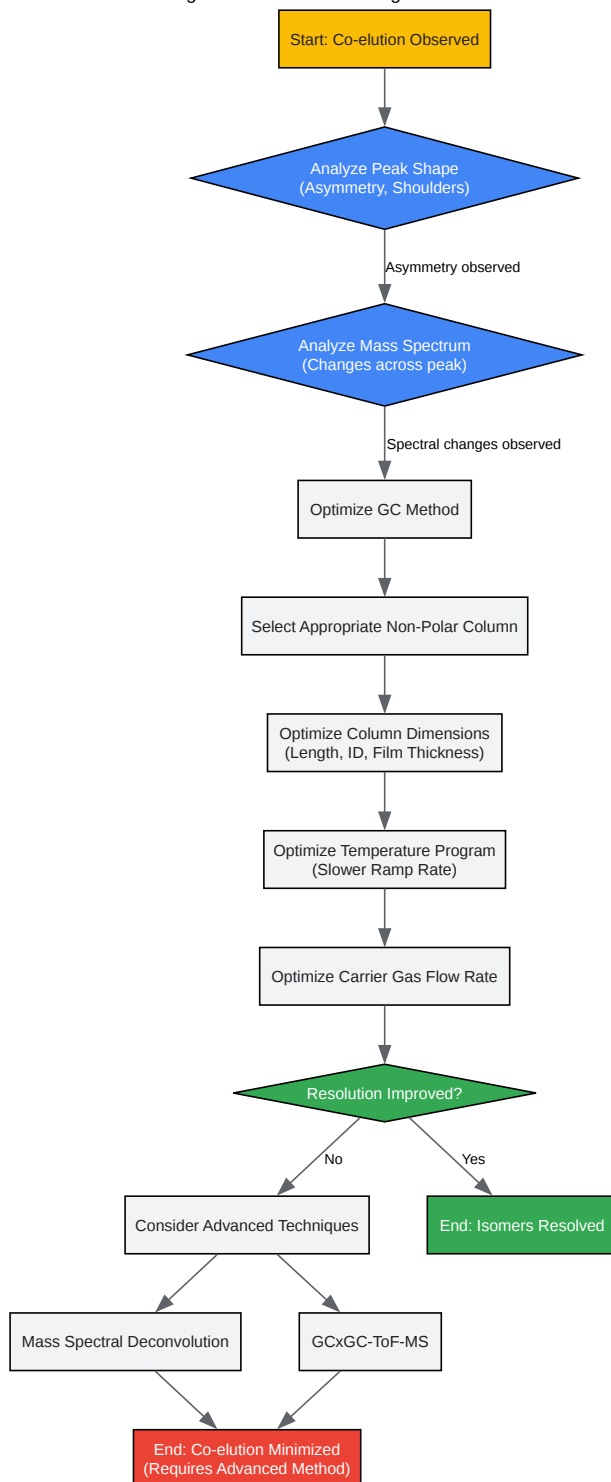 Start: Co-elution Observed
Analyze Peak Shape
(Asymmetry, Shoulders)
Asymmetry observed
Analyze Mass Spectrum
(Changes across peak)
Spectral changes observed
Optimize GC Method
Select Appropriate Non-Polar Column
Optimize Column Dimensions
(Length, ID, Film Thickness)
Optimize Temperature Program
(Slower Ramp Rate)
Optimize Carrier Gas Flow Rate
Resolution Improved?
No
Yes
Consider Advanced Techniques
End: Isomers Resolved
Mass Spectral Deconvolution
GCxGC-ToF-MS
End: Co-elution Minimized
(Requires Advanced Method)